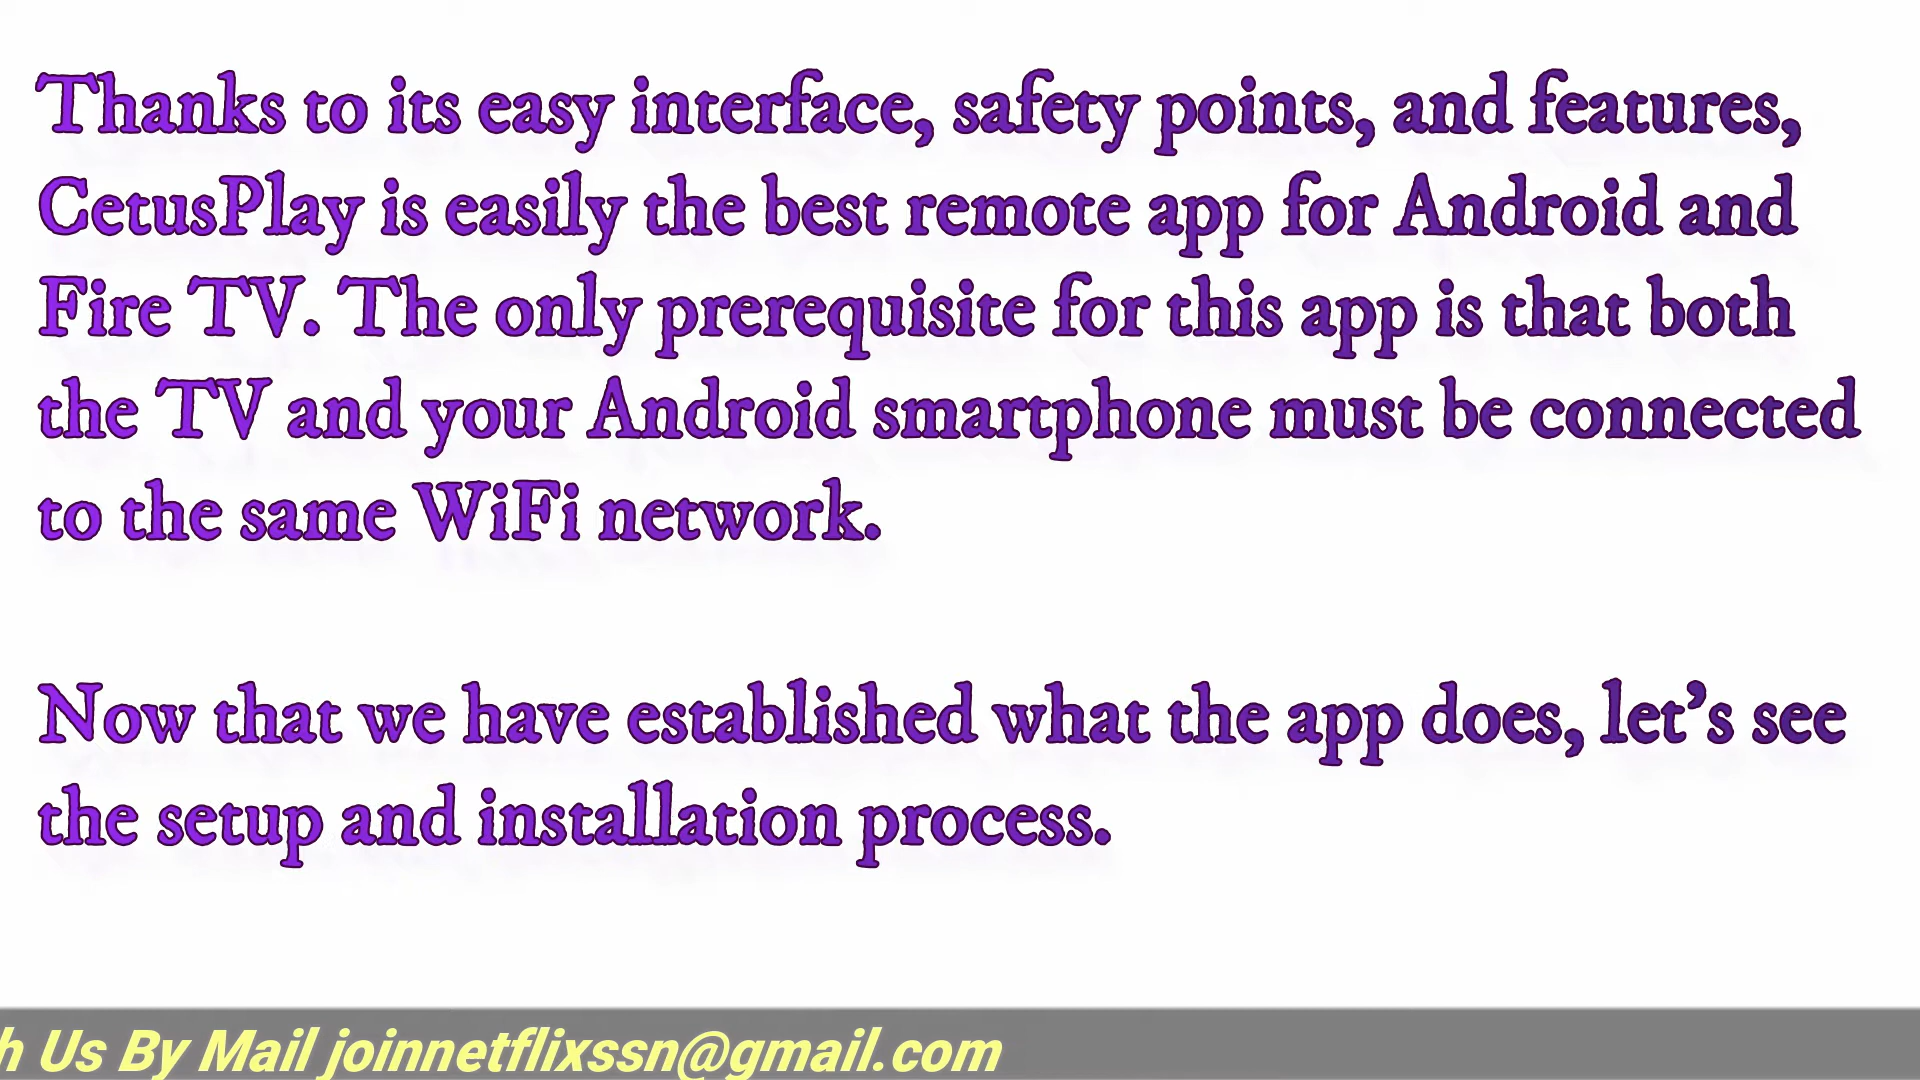 Thanks to its easy interface, safety points, and features,
CetusPlay is easily the best remote app for Android and
Fire TV. The only prerequisite for this app is that both
the TV and your Android smartphone must be connected
to the same WiFi network.
Now that we have established what the app does, let’s see
the setup and installation process.
h Us By Mail joinnetflixssn@gmail.com